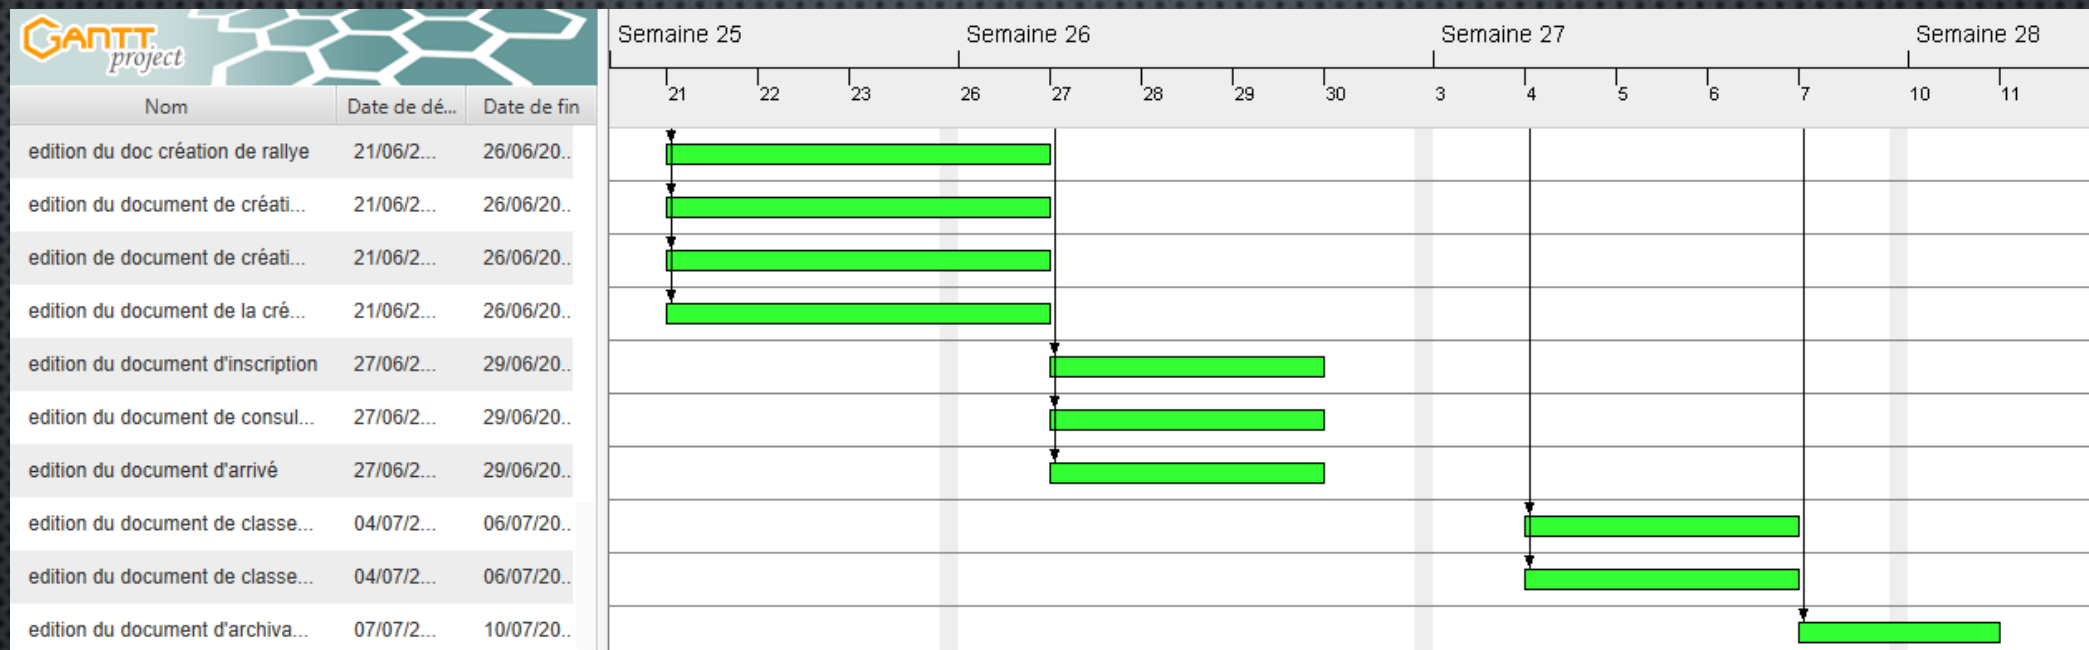 GANTT
project
Semaine 25 Semaine 26 Semaine 27 Semaine 28
21 22 23 26 27 28 29 30 3 4 5 6 7 10 11
Nom Date de dé... Date de fin
edition du doc création de rallye 21/06/2... 26/06/20..
edition du document de créati... 21/06/2... 26/06/20..
edition de document de créati... 21/06/2... 26/06/20..
edition du document de la cré... 21/06/2... 26/06/20..
edition du document d'inscription 27/06/2... 29/06/20..
edition du document de consul... 27/06/2... 29/06/20..
edition du document d'arrivé 27/06/2... 29/06/20..
edition du document de classe... 04/07/2... 06/07/20..
edition du document de classe... 04/07/2... 06/07/20..
edition du document d'archiva... 07/07/2... 10/07/20..